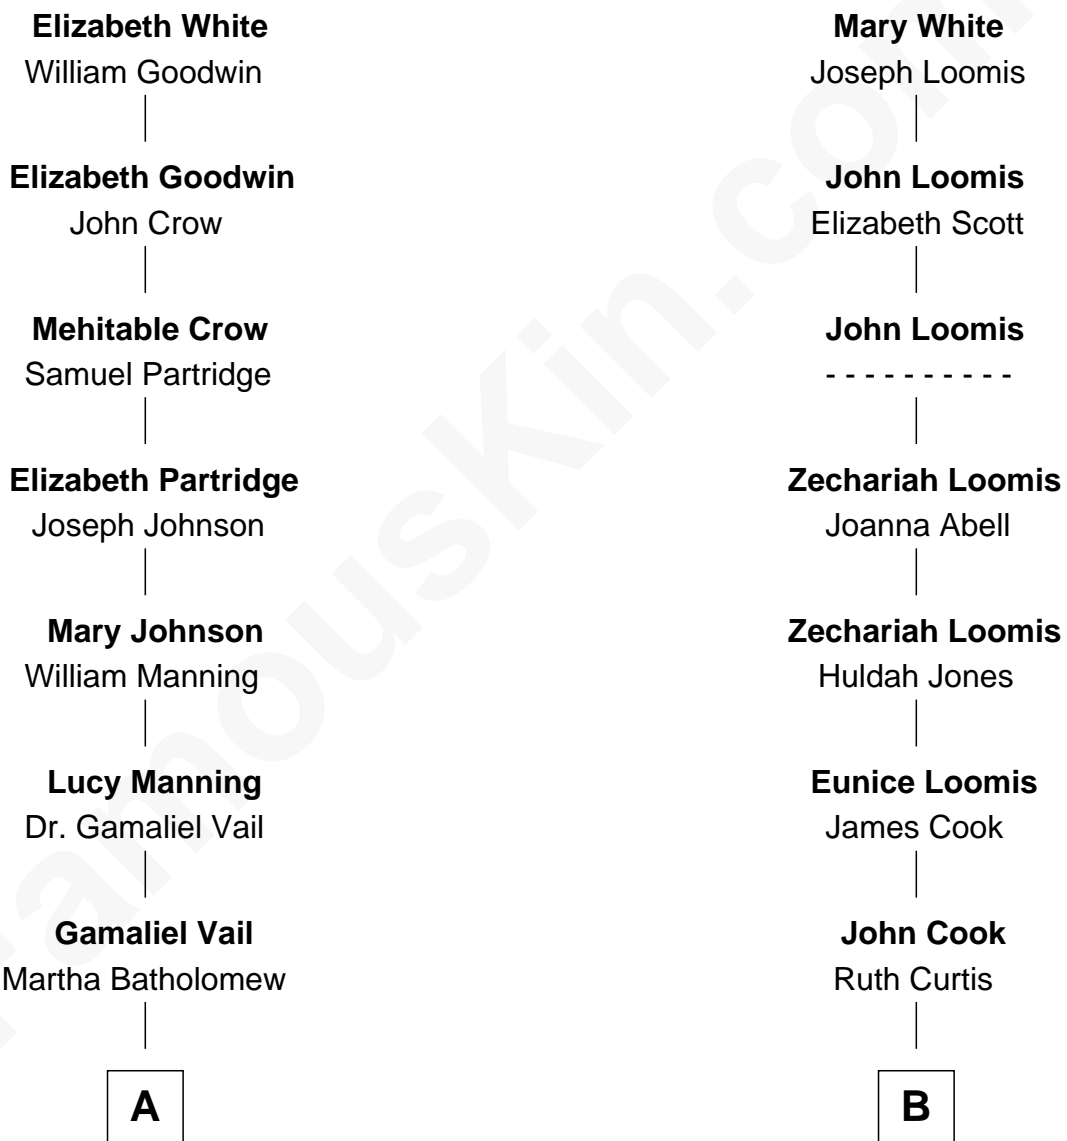 Elizabeth White
William Goodwin
Elizabeth Goodwin
John Crow
Mehitable Crow
Samuel Partridge
Elizabeth Partridge
Joseph Johnson
Mary Johnson
William Manning
Lucy Manning
Dr. Gamaliel Vail
Gamaliel Vail
Martha Batholomew
A
Mary White
Joseph Loomis
John Loomis
Elizabeth Scott
John Loomis
- - - - - - - - - -
Zechariah Loomis
Joanna Abell
Zechariah Loomis
Huldah Jones
Eunice Loomis
James Cook
John Cook
Ruth Curtis
B
FamousKin.com